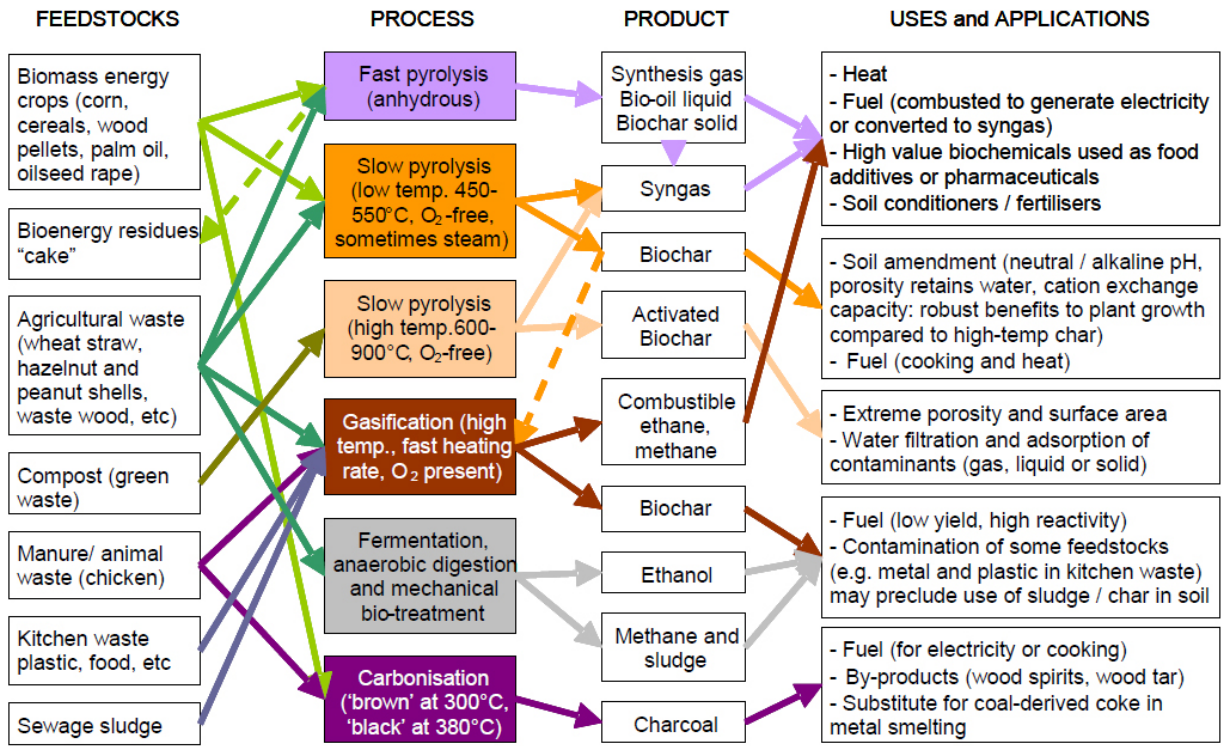 FEEDSTOCKS
Biomass energy
crops (corn,
cereals, wood
pellets, palm oil,
oilseed rape)
Bioenergy residues
“cake”
Agricultural waste
(wheat straw,
hazelnut and
peanut shells,
waste wood, etc)
Compost (green
waste)
Manure/ animal
waste (chicken)
Kitchen waste
plastic, food, etc
Sewage sludge
PROCESS
Fast pyrolysis
(anhydrous)
Slow pyrolysis
(low temp. 450-
550°C, O₂-free,
sometimes steam)
Slow pyrolysis
(high temp.600-
900°C, O₂-free)
Gasification (high
temp., fast heating
rate, O₂ present)
Fermentation,
anaerobic digestion
and mechanical
bio-treatment
Carbonisation
(‘brown’ at 300°C,
‘black’ at 380°C)
PRODUCT
Synthesis gas
Bio-oil liquid
Biochar solid
Syngas
Biochar
Activated
Biochar
Combustible
ethane,
methane
Biochar
Ethanol
Methane and
sludge
Charcoal
USES and APPLICATIONS
- Heat
- Fuel (combusted to generate electricity
or converted to syngas)
- High value biochemicals used as food
additives or pharmaceuticals
- Soil conditioners / fertilisers
- Soil amendment (neutral / alkaline pH,
porosity retains water, cation exchange
capacity: robust benefits to plant growth
compared to high-temp char)
- Fuel (cooking and heat)
- Extreme porosity and surface area
- Water filtration and adsorption of
contaminants (gas, liquid or solid)
- Fuel (low yield, high reactivity)
- Contamination of some feedstocks
(e.g. metal and plastic in kitchen waste)
may preclude use of sludge / char in soil
- Fuel (for electricity or cooking)
- By-products (wood spirits, wood tar)
- Substitute for coal-derived coke in
metal smelting